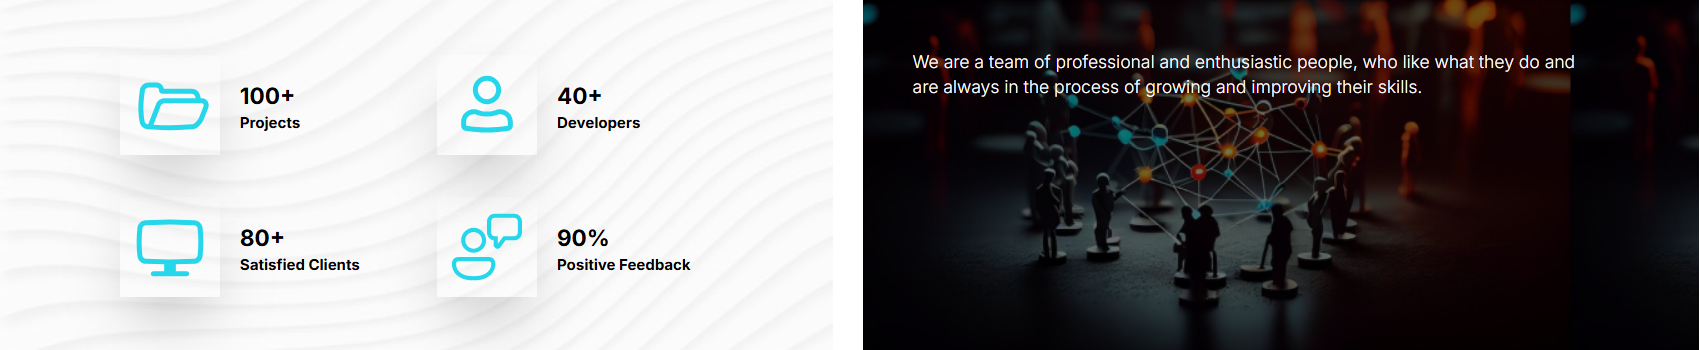 100+
Projects
40+
Developers
80+
Satisfied Clients
90%
Positive Feedback
We are a team of professional and enthusiastic people, who like what they do and
are always in the process of growing and improving their skills.